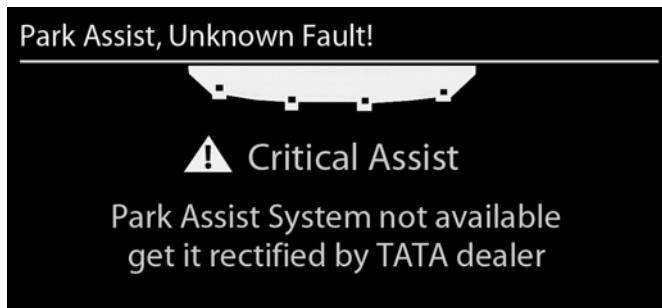 Park Assist, Unknown Fault!
Critical Assist
Park Assist System not available
get it rectified by TATA dealer